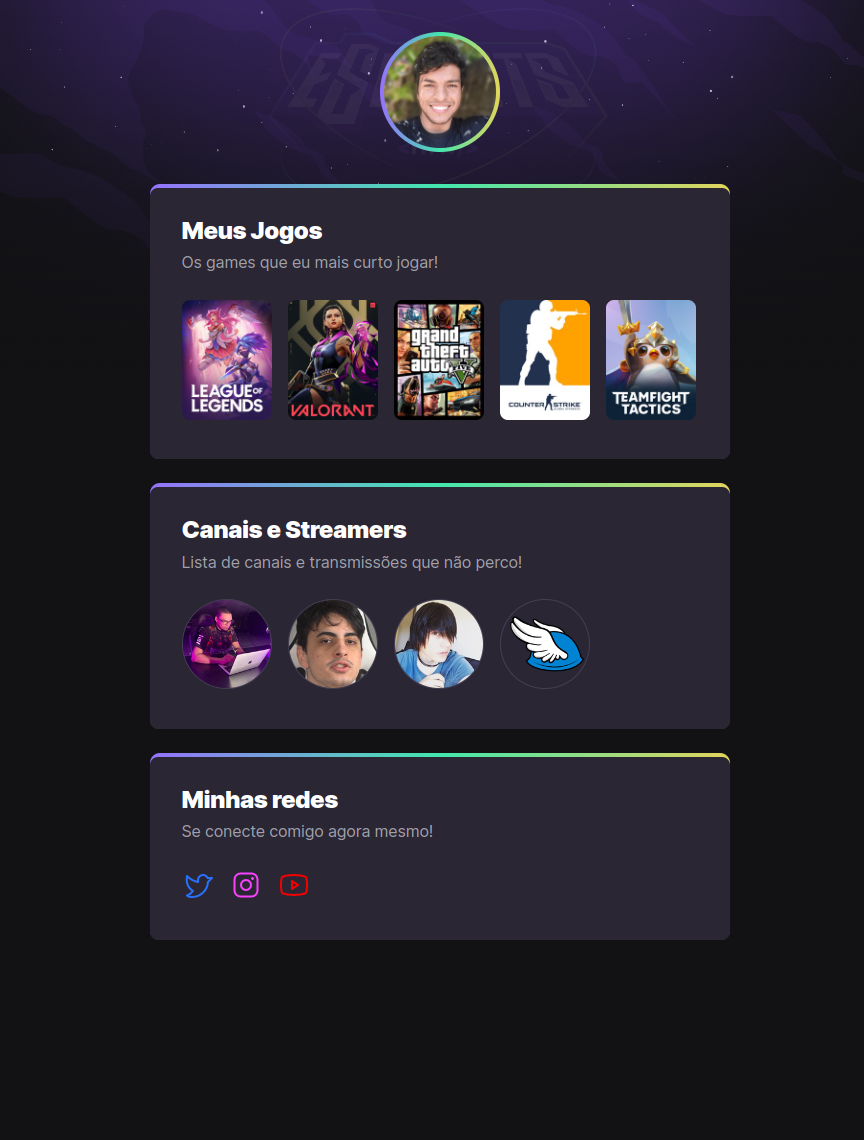 ESPORTS
Meus Jogos
Os games que eu mais curto jogar!
LEAGUE OF
LEGENDS
VALORANT
grand
theft
auto V
FIVE
COUNTER STRIKE
TEAMFIGHT
TACTICS
Canais e Streamers
Lista de canais e transmissões que não perco!
Minhas redes
Se conecte comigo agora mesmo!